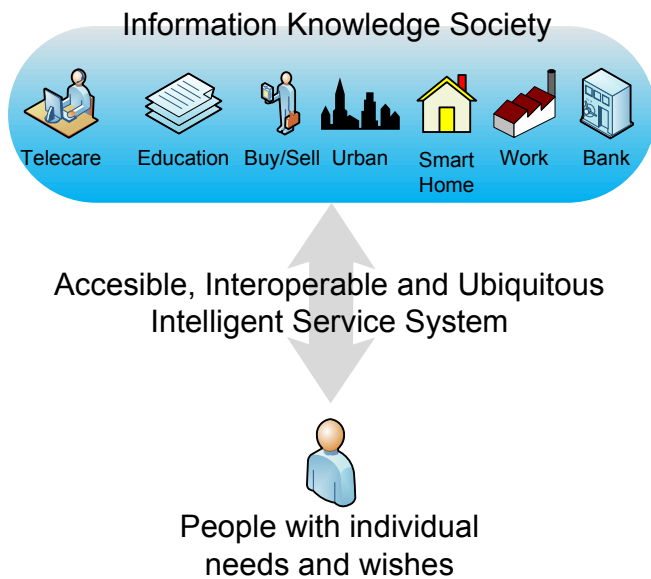 Information Knowledge Society
Telecare Education Buy/Sell Urban Smart Home Work Bank
Accesible, Interoperable and Ubiquitous
Intelligent Service System
People with individual
needs and wishes